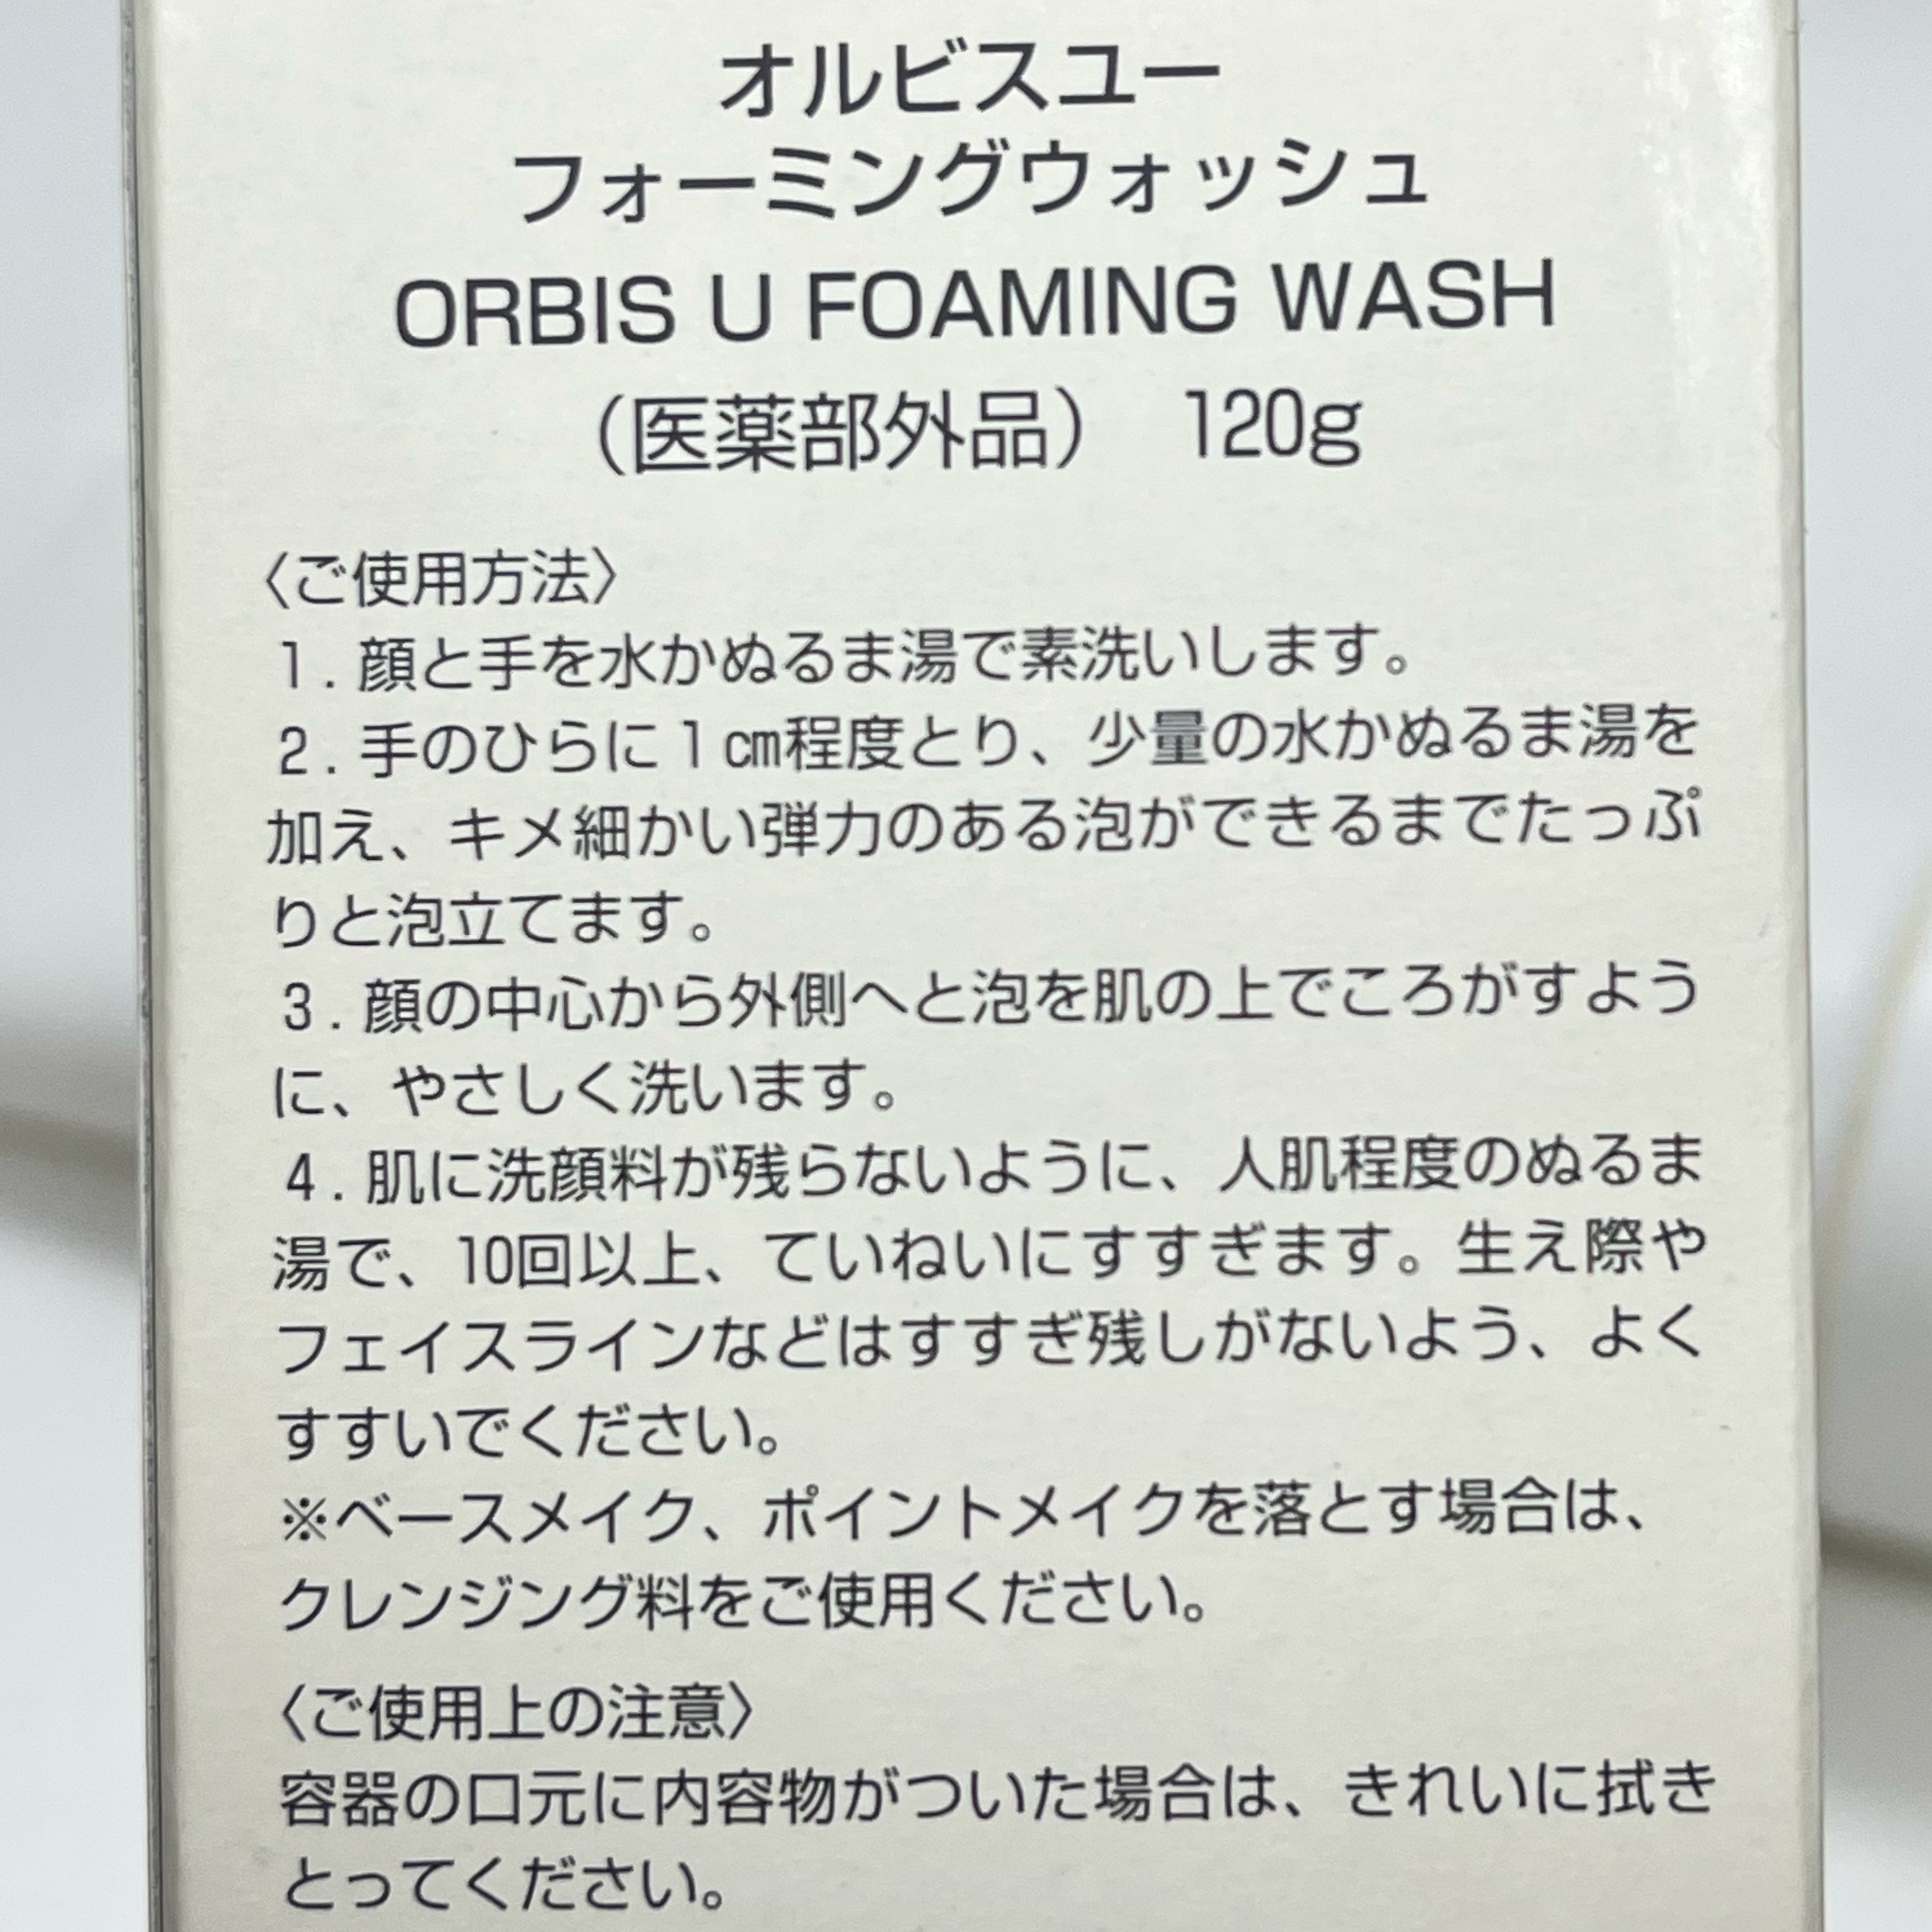 オルビスユー
フォーミングウォッシュ
ORBIS U FOAMING WASH
（医薬部外品）　120g
〈ご使用方法〉
1．顔と手を水かぬるま湯で素洗いします。
2．手のひらに1㎝程度とり、少量の水かぬるま湯を
加え、キメ細かい弾力のある泡ができるまでたっぷ
りと泡立てます。
3．顔の中心から外側へと泡を肌の上でころがすよう
に、やさしく洗います。
4．肌に洗顔料が残らないように、人肌程度のぬるま
湯で、10回以上、ていねいにすすぎます。生え際や
フェイスラインなどはすすぎ残しがないよう、よく
すすいでください。
※ベースメイク、ポイントメイクを落とす場合は、
クレンジング料をご使用ください。
〈ご使用上の注意〉
容器の口元に内容物がついた場合は、きれいに拭き
とってください。